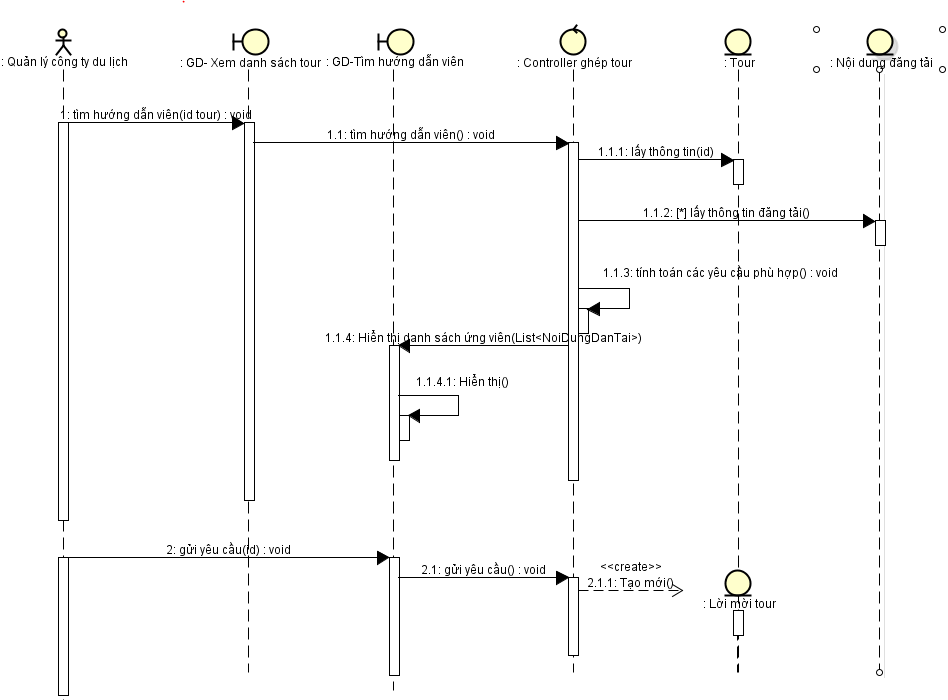 : Quản lý công ty du lịch
: GD- Xem danh sách tour
: GD-Tìm hướng dẫn viên
: Controller ghép tour
: Tour
: Nội dung đăng tải
1: tìm hướng dẫn viên(id tour) : void
1.1: tìm hướng dẫn viên() : void
1.1.1: lấy thông tin(id)
1.1.2: [*] lấy thông tin đăng tải()
1.1.3: tính toán các yêu cầu phù hợp() : void
1.1.4: Hiển thị danh sách ứng viên(List<NoiDungDanTai>)
1.1.4.1: Hiển thị()
2: gửi yêu cầu(id) : void
2.1: gửi yêu cầu() : void
<<create>>
2.1.1: Tạo mới()
: Lời mời tour